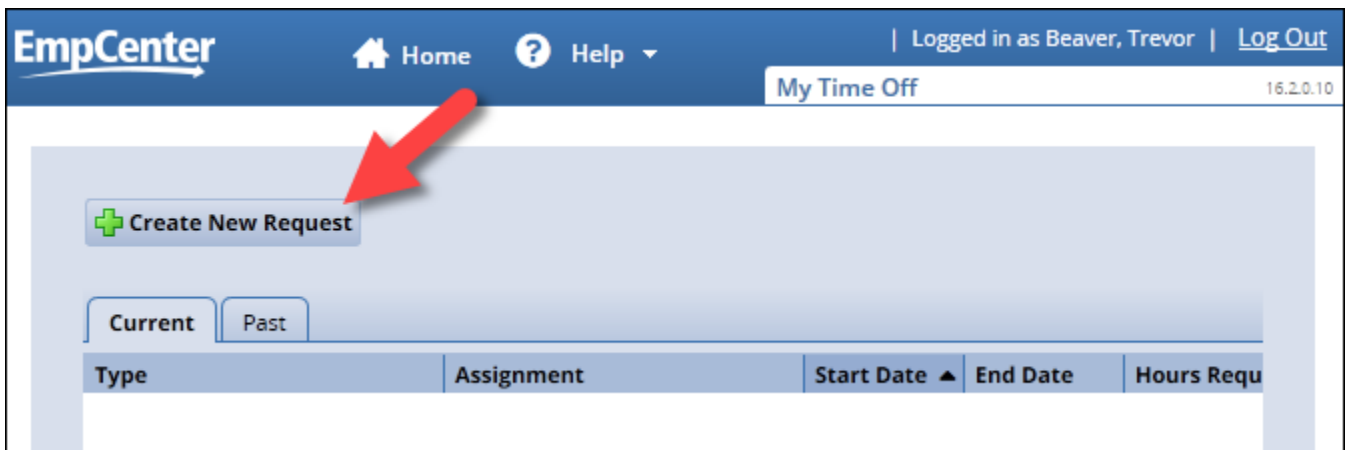 EmpCenter
Home
? Help
| Logged in as Beaver, Trevor | Log Out
My Time Off
16.2.0.10
Create New Request
Current
Past
Type
Assignment
Start Date
End Date
Hours Requ